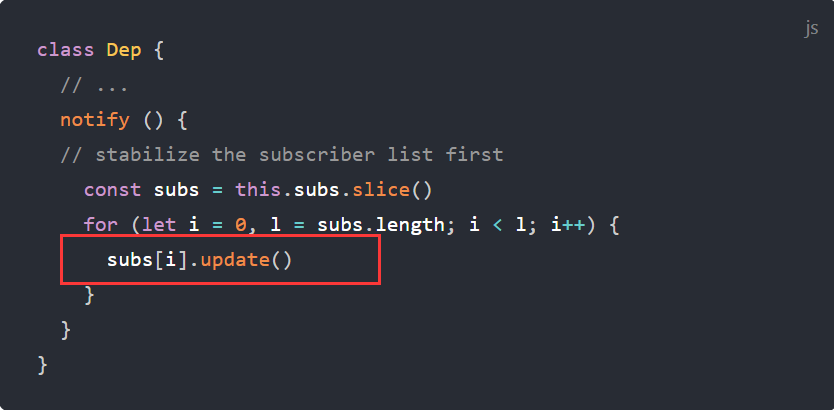 js
class Dep {
  // ...
  notify () {
  // stabilize the subscriber list first
    const subs = this.subs.slice()
    for (let i = 0, l = subs.length; i < l; i++) {
      subs[i].update()
    }
  }
}